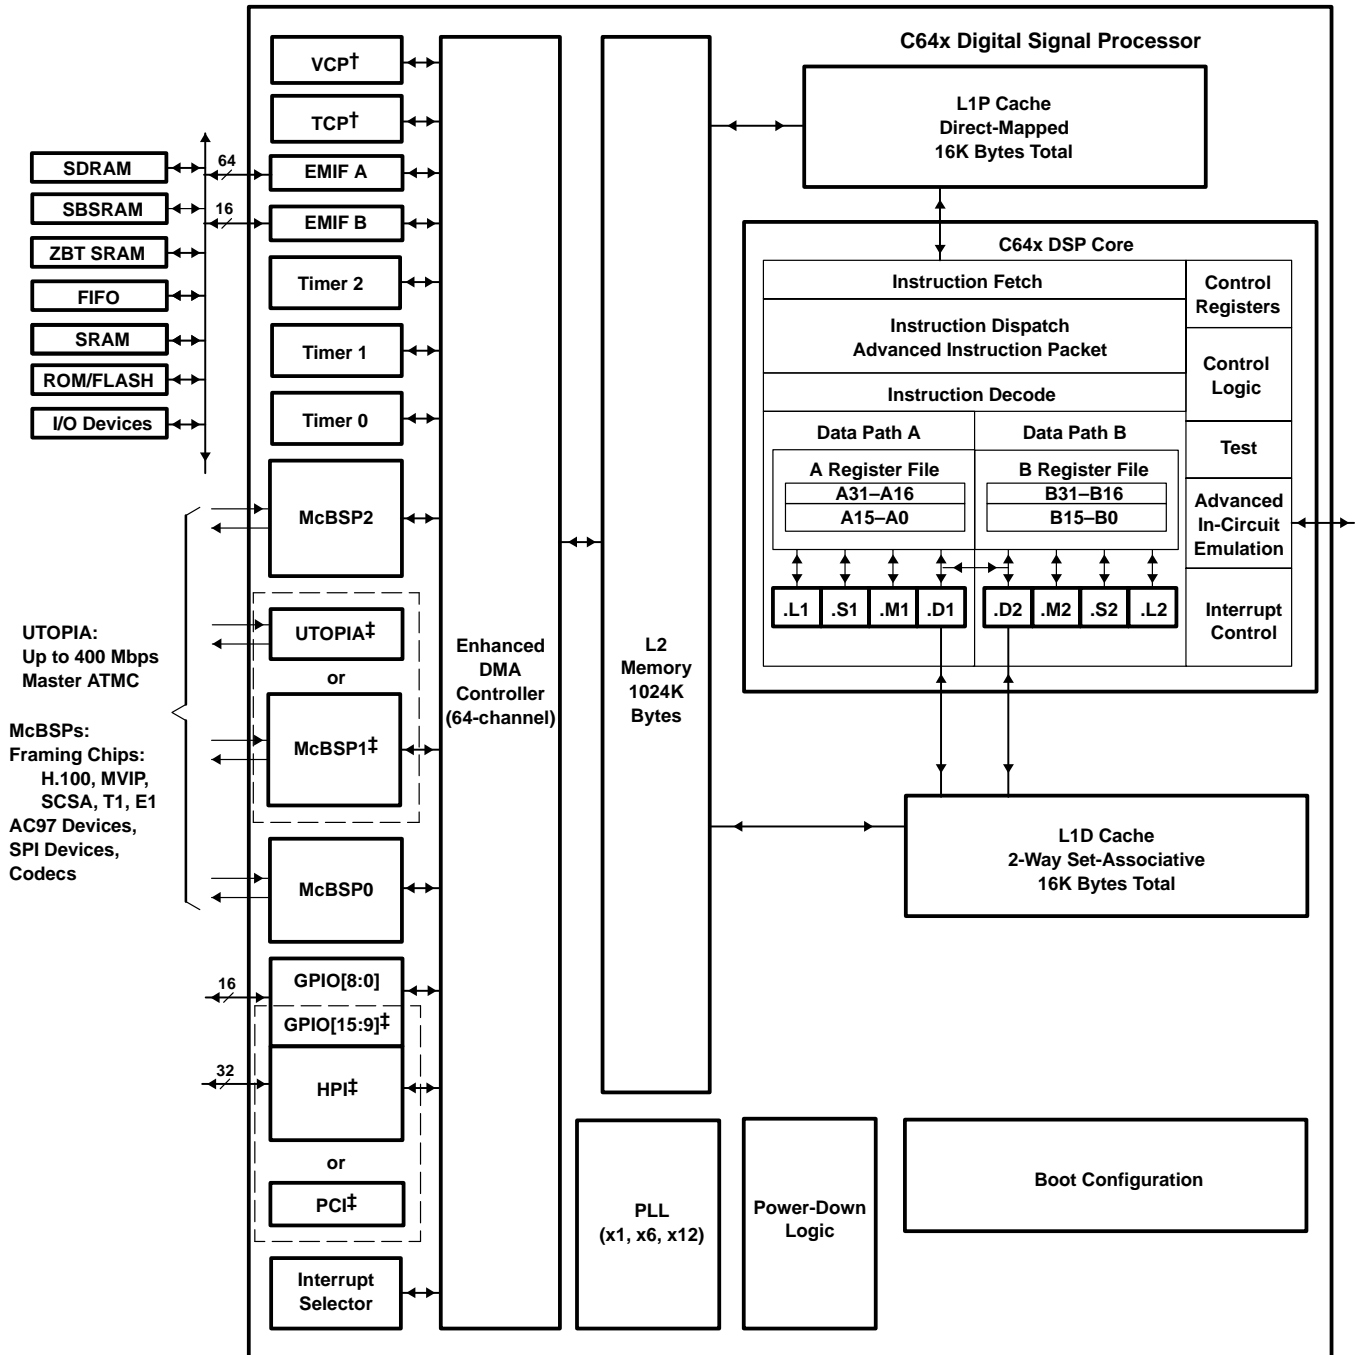 C64x Digital Signal Processor
VCP†
TCP†
EMIF A
EMIF B
Timer 2
Timer 1
Timer 0
McBSP2
UTOPIA‡
or
McBSP1‡
McBSP0
GPIO[8:0]
GPIO[15:9]‡
HPI‡
or
PCI‡
Interrupt
Selector
64
16
16
32
SDRAM
SBSRAM
ZBT SRAM
FIFO
SRAM
ROM/FLASH
I/O Devices
UTOPIA:
Up to 400 Mbps
Master ATMC
McBSPs:
Framing Chips:
H.100, MVIP,
SCSA, T1, E1
AC97 Devices,
SPI Devices,
Codecs
Enhanced
DMA
Controller
(64-channel)
L2
Memory
1024K
Bytes
L1P Cache
Direct-Mapped
16K Bytes Total
C64x DSP Core
Instruction Fetch
Instruction Dispatch
Advanced Instruction Packet
Instruction Decode
Data Path A
Data Path B
A Register File
A31–A16
A15–A0
B Register File
B31–B16
B15–B0
.L1
.S1
.M1
.D1
.D2
.M2
.S2
.L2
Control
Registers
Control
Logic
Test
Advanced
In-Circuit
Emulation
Interrupt
Control
L1D Cache
2-Way Set-Associative
16K Bytes Total
PLL
(x1, x6, x12)
Power-Down
Logic
Boot Configuration